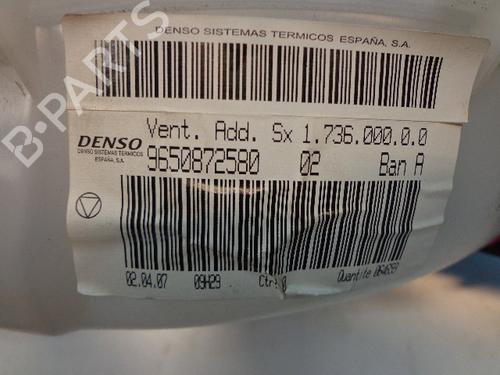 DENSO SISTEMAS TERMICOS ESPAÑA, S.A.
Vent. Add. Sx 1.736.000.0.0
DENSO
DENSO SISTEMAS TERMICOS
ESPAÑA, S.A.
9650872580 02 Ban A
02.04.07 09H29 Quantite
B-PARTS